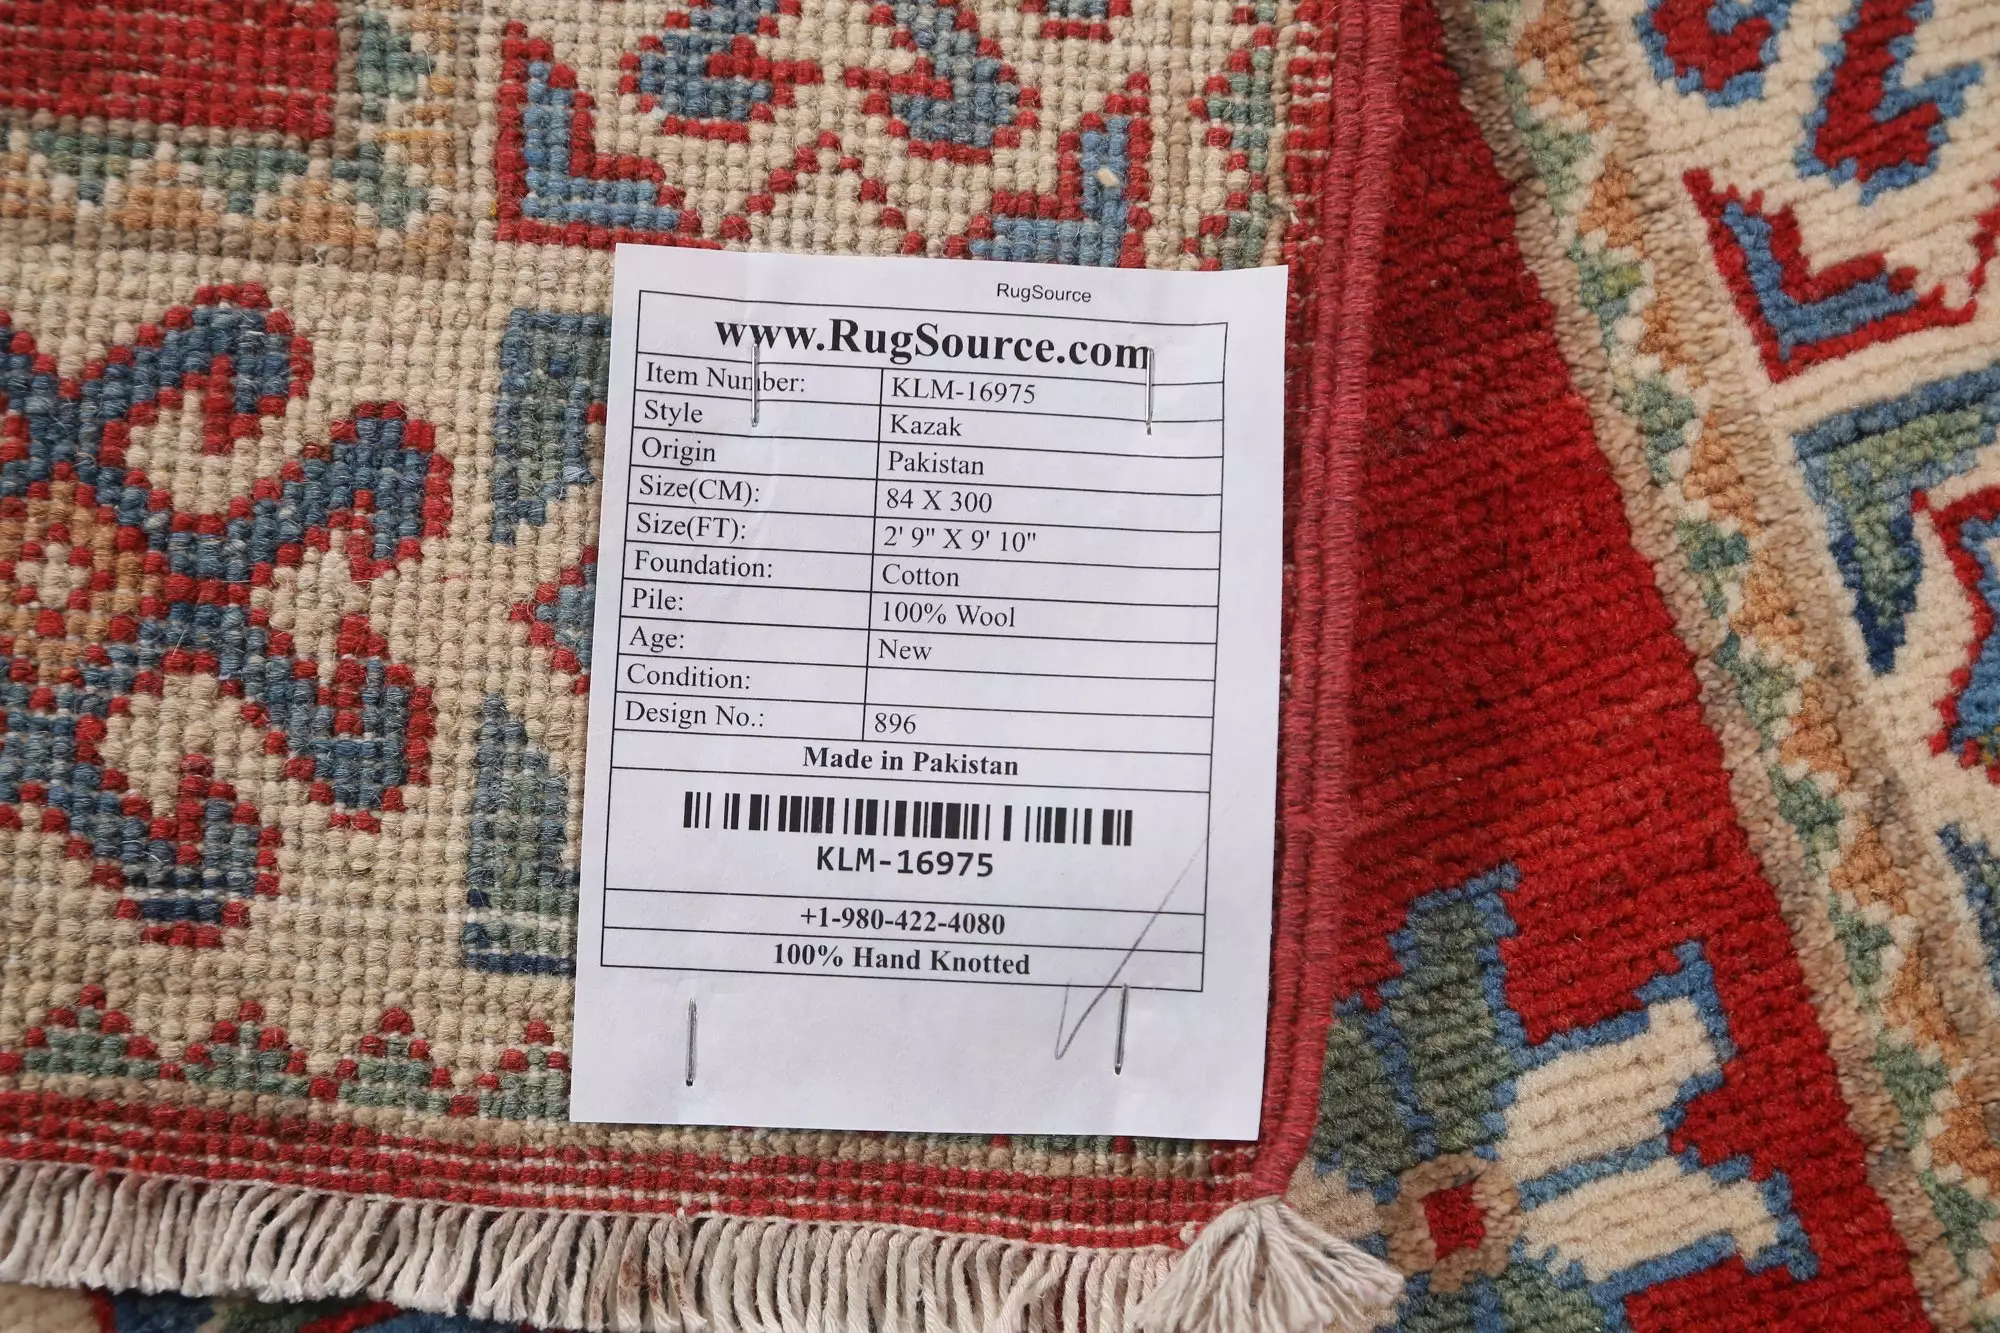 RugSource
www.RugSource.com
Item Number: KLM-16975
Style Kazak
Origin Pakistan
Size(CM): 84 X 300
Size(FT): 2' 9" X 9' 10"
Foundation: Cotton
Pile: 100% Wool
Age: New
Condition:
Design No.: 896
Made in Pakistan
KLM-16975
+1-980-422-4080
100% Hand Knotted